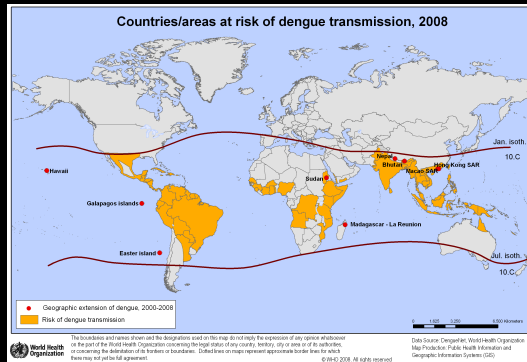 Countries/areas at risk of dengue transmission, 2008
Jan. isoth.
10.C
Hawaii
Nepal
Bhutan
Hong Kong SAR
Macao SAR
Sudan
Galapagos islands
Madagascar - La Reunion
Easter island
Jul. isoth.
10.C
Geographic extension of dengue, 2000-2008
Risk of dengue transmission
0 1,625 3,250 6,500 Kilometers
World Health
Organization
The boundaries and names shown and the designations used on this map do not imply the expression of any opinion whatsoever
on the part of the World Health Organization concerning the legal status of any country, territory, city or area or of its authorities,
or concerning the delimitation of its frontiers or boundaries. Dotted lines on maps represent approximate border lines for which
there may not yet be full agreement.
© WHO 2008. All rights reserved
Data Source: DengueNet, World Health Organization
Map Production: Public Health Information and
Geographic Information Systems (GIS)